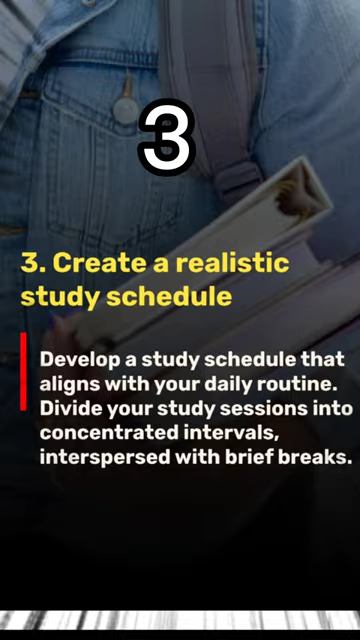 3
3. Create a realistic
study schedule
Develop a study schedule that
aligns with your daily routine.
Divide your study sessions into
concentrated intervals,
interspersed with brief breaks.